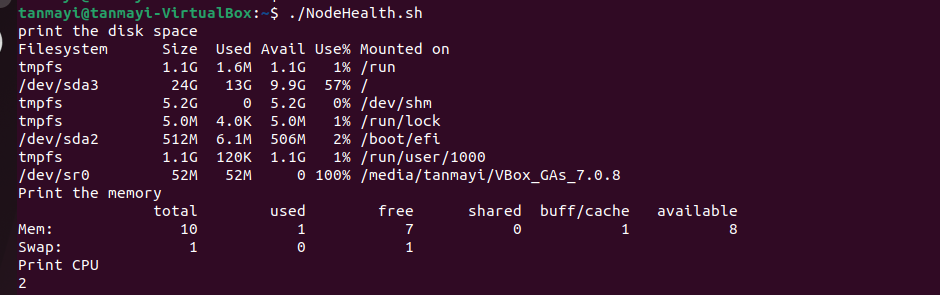 tanmayi@tanmayi-VirtualBox:~$ ./NodeHealth.sh
print the disk space
Filesystem      Size  Used Avail Use% Mounted on
tmpfs           1.1G  1.6M  1.1G   1% /run
/dev/sda3        24G   13G  9.9G  57% /
tmpfs           5.2G     0  5.2G   0% /dev/shm
tmpfs           5.0M  4.0K  5.0M   1% /run/lock
/dev/sda2       512M  6.1M  506M   2% /boot/efi
tmpfs           1.1G  120K  1.1G   1% /run/user/1000
/dev/sr0         52M   52M     0 100% /media/tanmayi/VBox_GAs_7.0.8
Print the memory
               total        used        free      shared  buff/cache   available
Mem:              10           1           7           0           1           8
Swap:              1           0           1
Print CPU
2